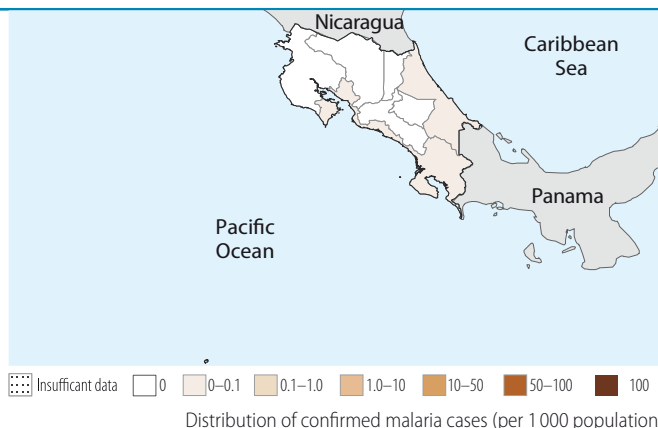 Nicaragua
Caribbean
Sea
Panama
Pacific
Ocean
Insufficant data 0 0–0.1 0.1–1.0 1.0–10 10–50 50–100 100
Distribution of confirmed malaria cases (per 1 000 population